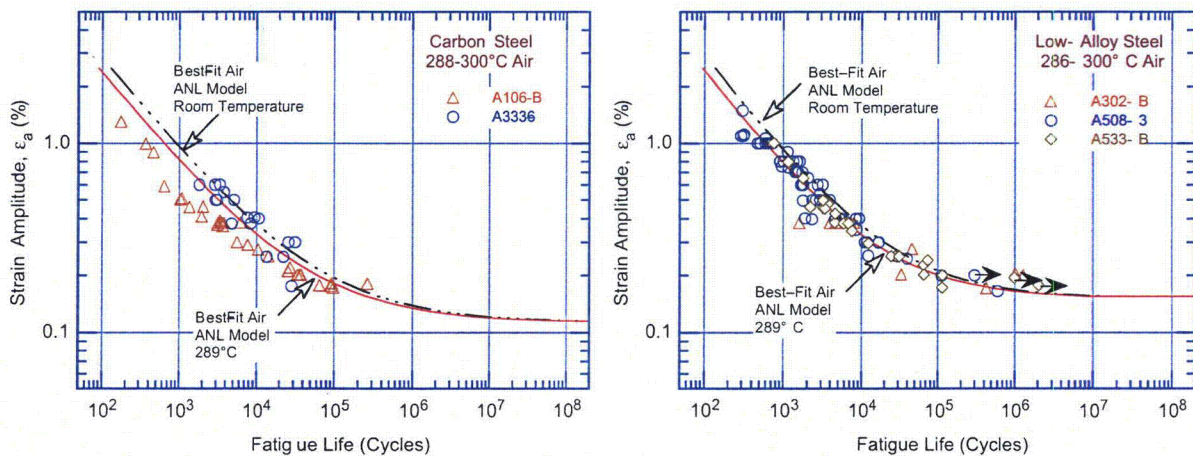 Carbon Steel
288-300°C Air
BestFit Air
ANL Model
Room Temperature
A106-B
A3336
1.0
0.1
Strain Amplitude, εa (%)
BestFit Air
ANL Model
289°C
10² 10³ 10⁴ 10⁵ 10⁶ 10⁷ 10⁸
Fatig ue Life (Cycles)
Low- Alloy Steel
286- 300° C Air
Best–Fit Air
ANL Model
Room Temperature
A302- B
A508- 3
A533- B
1.0
0.1
Strain Amplitude, εa (%)
Best–Fit Air
ANL Model
289° C
10² 10³ 10⁴ 10⁵ 10⁶ 10⁷ 10⁸
Fatigue Life (Cycles)